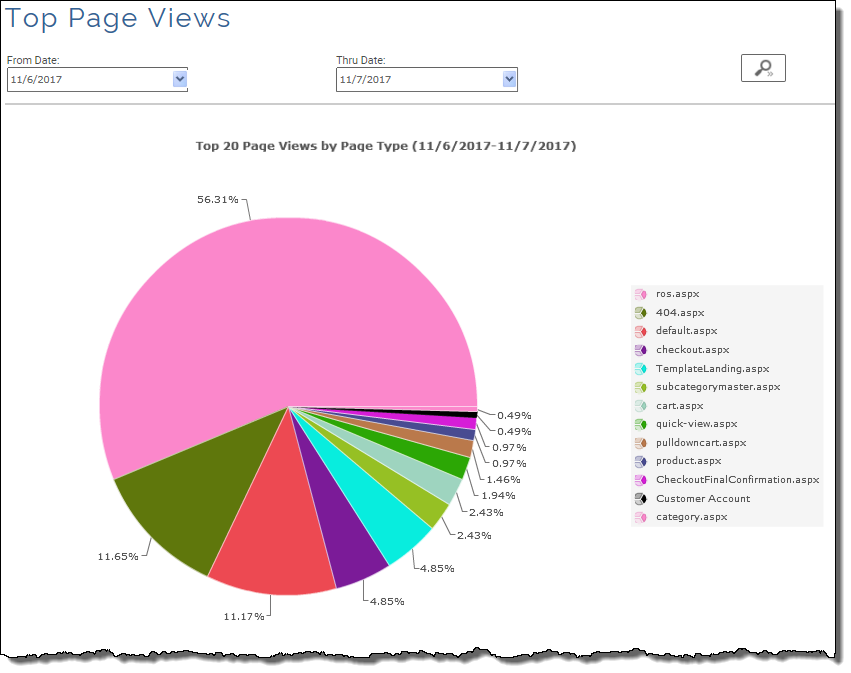 Top Page Views
From Date:
Thru Date:
11/6/2017
11/7/2017
Top 20 Page Views by Page Type (11/6/2017-11/7/2017)
56.31%
ros.aspx
404.aspx
default.aspx
checkout.aspx
TemplateLanding.aspx
subcategorymaster.aspx
cart.aspx
quick-view.aspx
pulldowncart.aspx
product.aspx
CheckoutFinalConfirmation.aspx
Customer Account
category.aspx
0.49%
0.49%
0.97%
0.97%
1.46%
1.94%
2.43%
2.43%
4.85%
4.85%
11.17%
11.65%